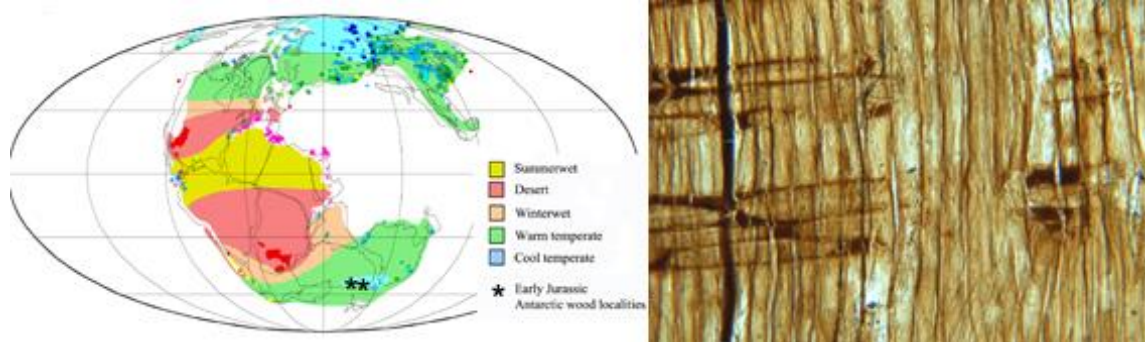 Summerwet
Desert
Winterwet
Warm temperate
Cool temperate
Early Jurassic
Antarctic wood localities